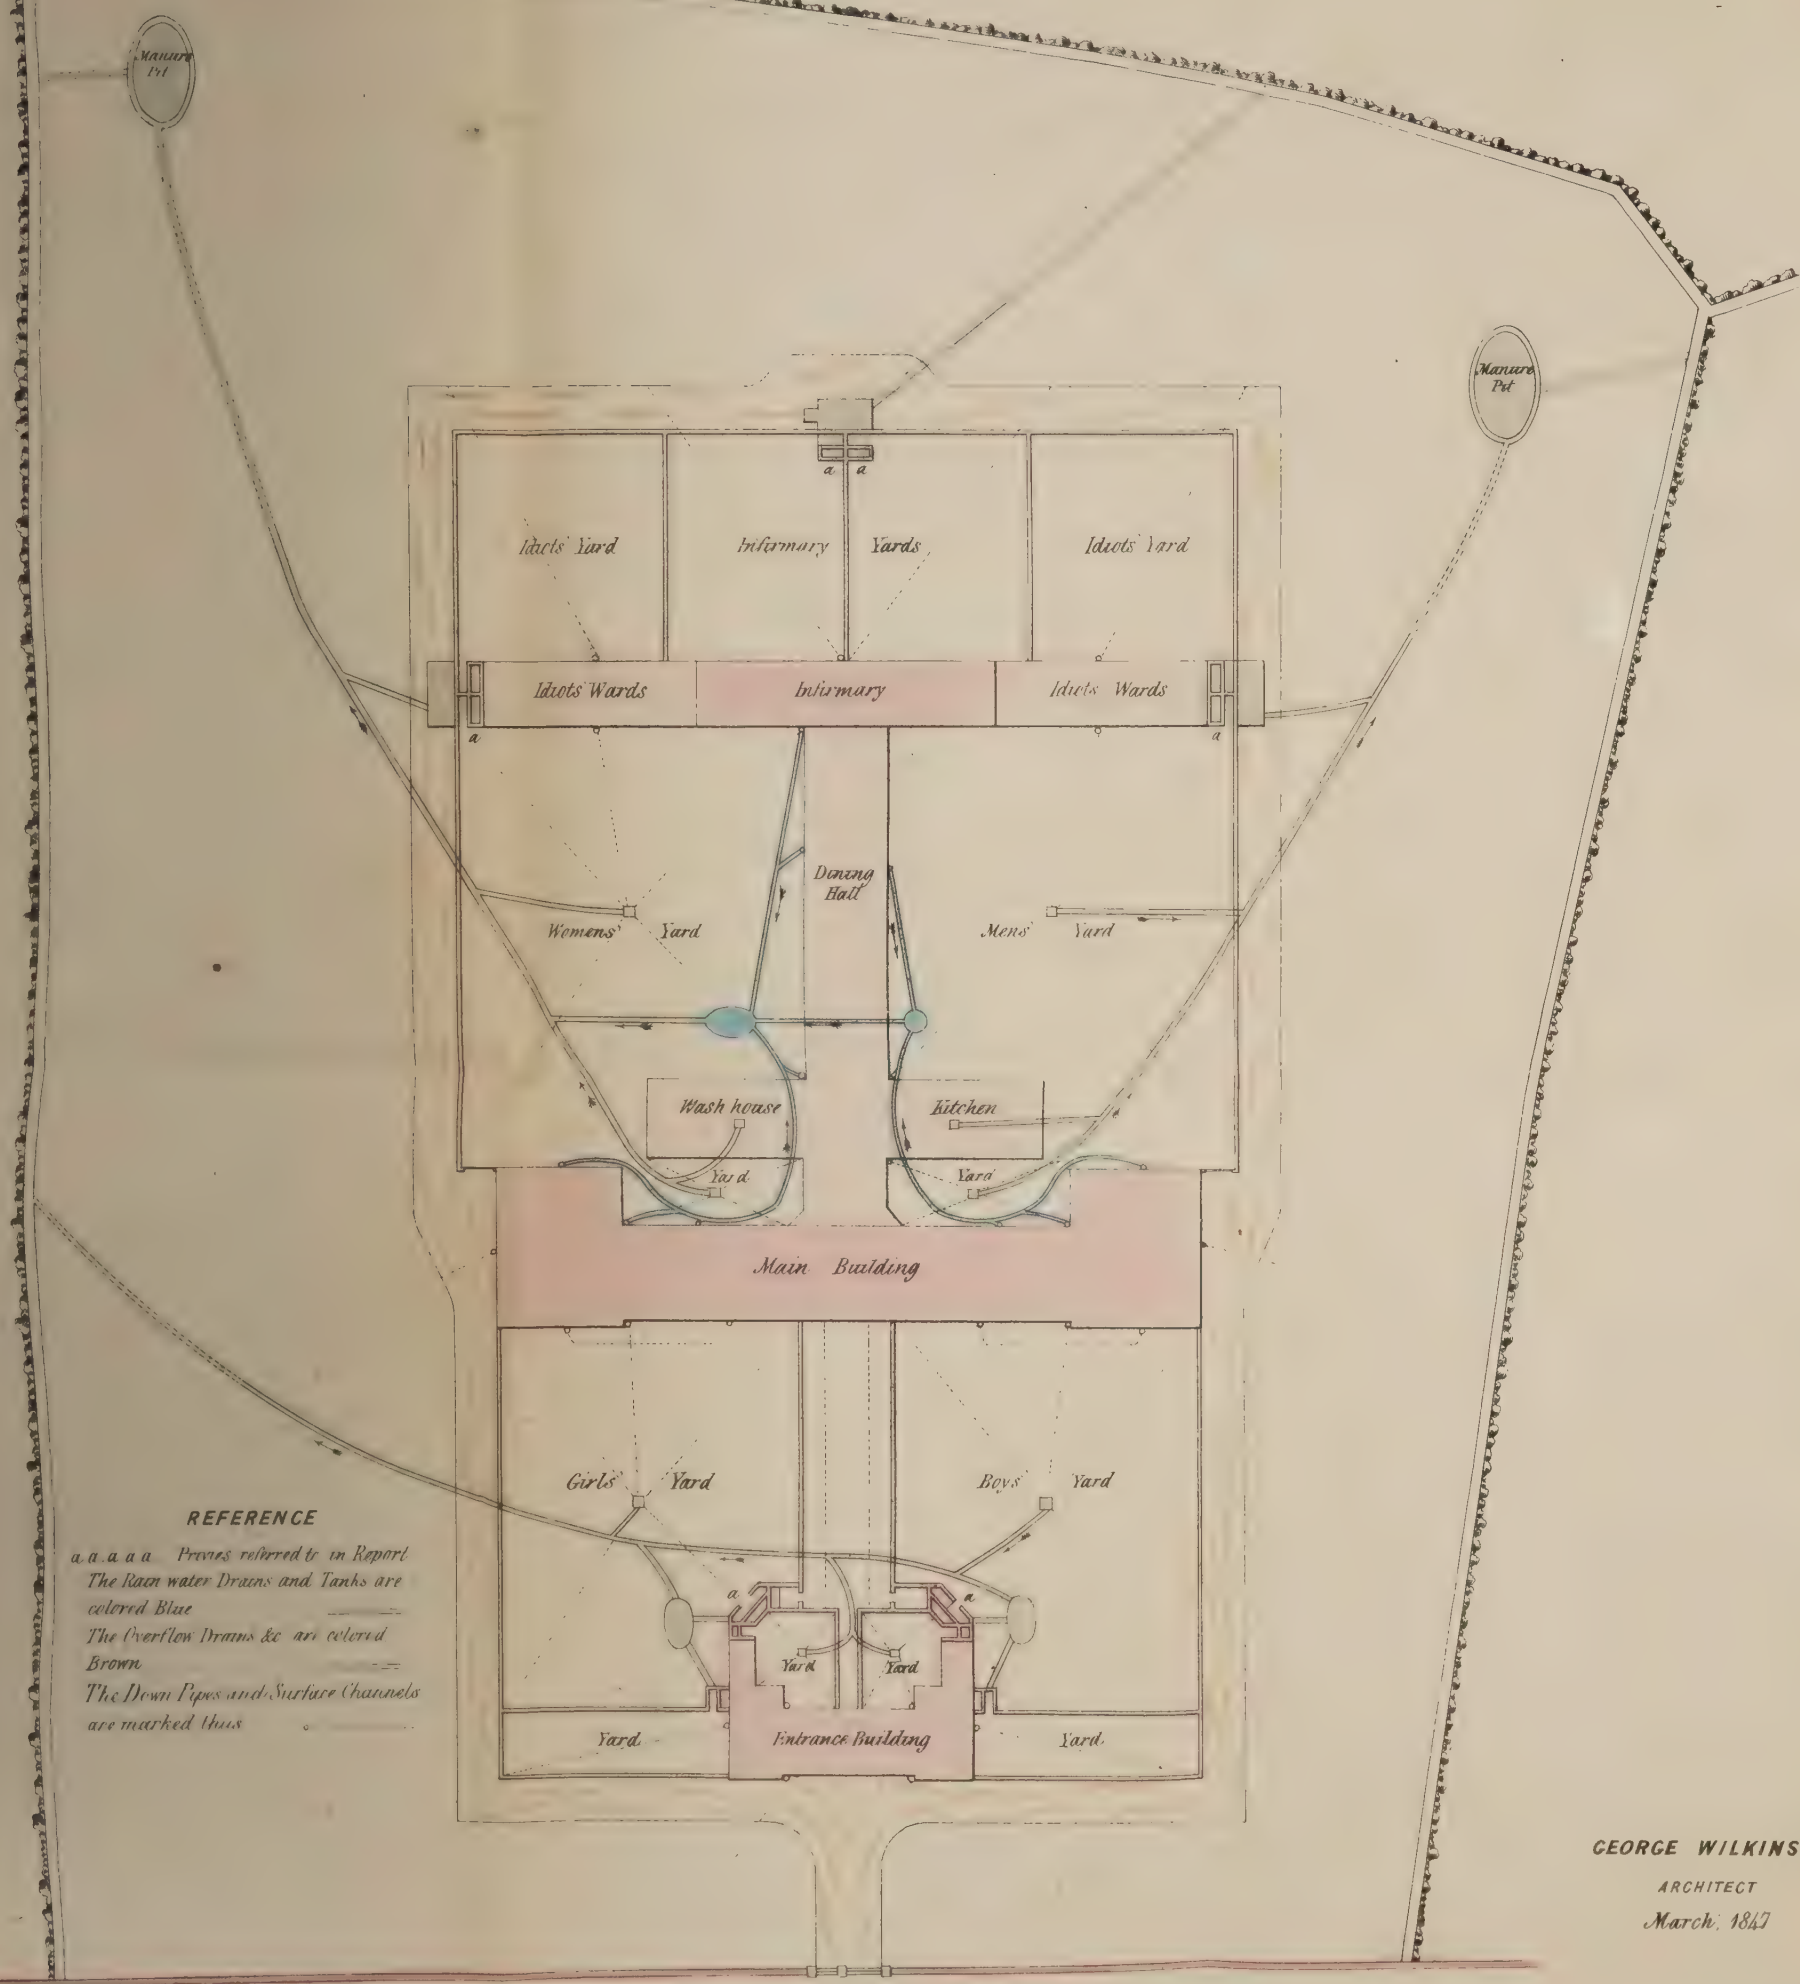 Manure
Pit
Manure
Pit
a a
Idiots' Yard
Infirmary Yards
Idiots' Yard
Idiots' Wards
Infirmary
Idiots Wards
a
a
Dining
Hall
Womens' Yard
Mens' Yard
Wash house
Kitchen
Yard
Yard
Main Building
Girls' Yard
Boys' Yard
a
a
Yard
Yard
Yard
Entrance Building
Yard
REFERENCE
a a a a a Privies referred to in Report
The Rain water Drains and Tanks are
colored Blue
The Overflow Drains &c are colored
Brown
The Down Pipes and Surface Channels
are marked thus
GEORGE WILKINS
ARCHITECT
March, 1847